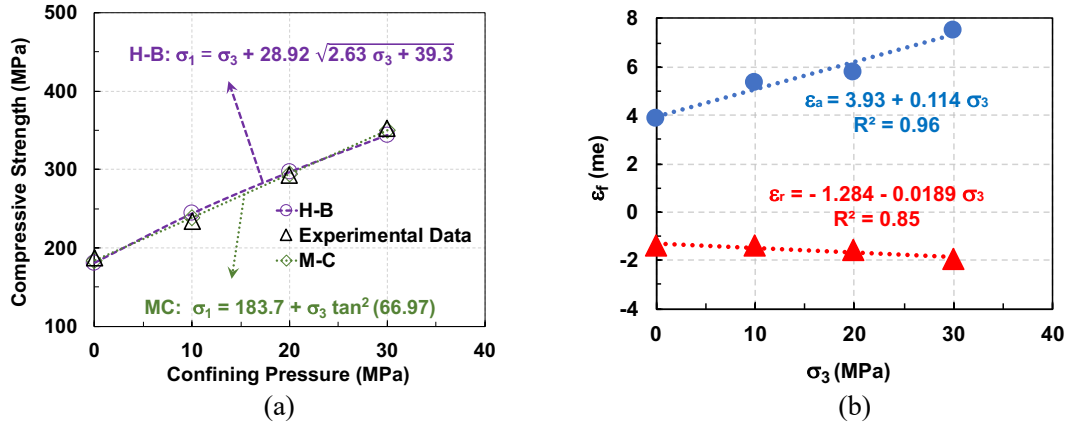 500
400
300
200
100
0
10
20
30
40
Compressive Strength (MPa)
Confining Pressure (MPa)
H-B: σ₁ = σ₃ + 28.92 √(2.63 σ₃ + 39.3)
H-B
Experimental Data
M-C
MC: σ₁ = 183.7 + σ₃ tan² (66.97)
(a)
8
6
4
2
0
-2
-4
0
10
20
30
40
εf (me)
σ₃ (MPa)
εₐ = 3.93 + 0.114 σ₃
R² = 0.96
εᵣ = - 1.284 - 0.0189 σ₃
R² = 0.85
(b)